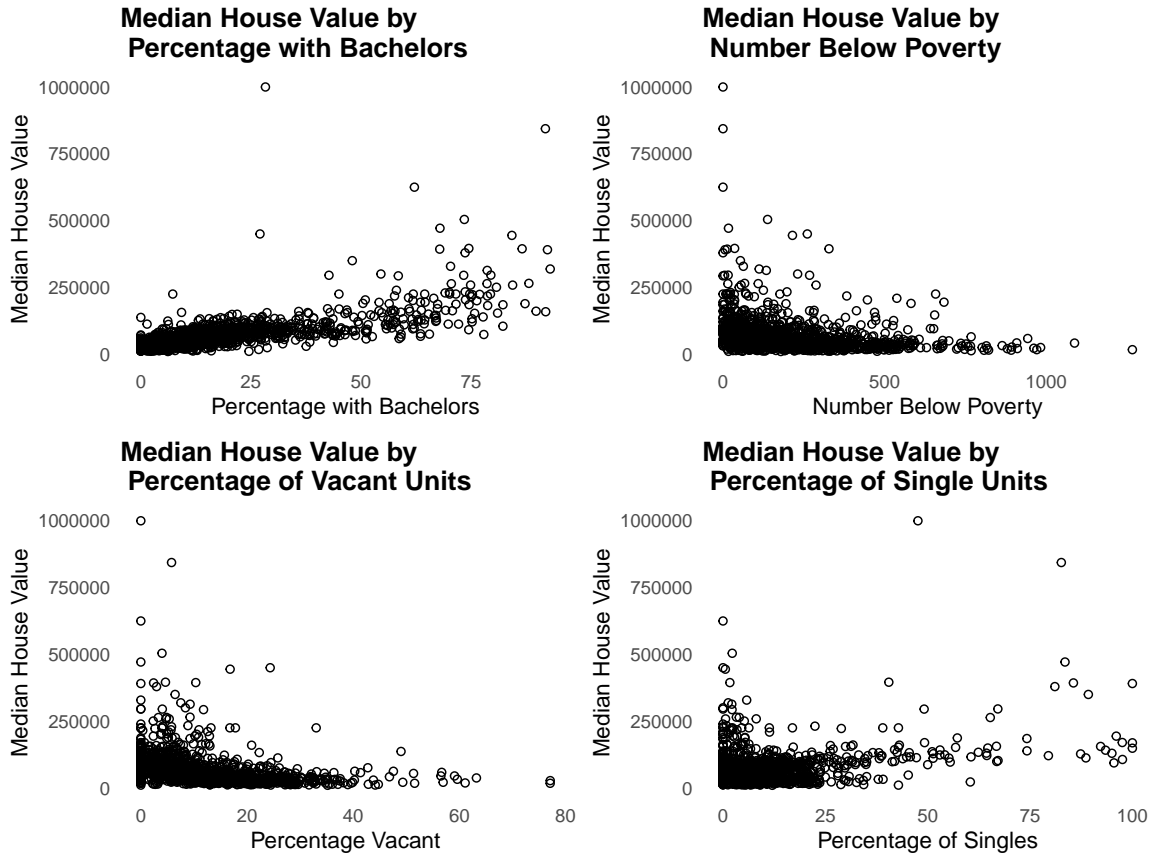 Median House Value by
Percentage with Bachelors
1000000
750000
500000
250000
0
Median House Value
0 25 50 75
Percentage with Bachelors
Median House Value by
Number Below Poverty
1000000
750000
500000
250000
0
Median House Value
0 500 1000
Number Below Poverty
Median House Value by
Percentage of Vacant Units
1000000
750000
500000
250000
0
Median House Value
0 20 40 60 80
Percentage Vacant
Median House Value by
Percentage of Single Units
1000000
750000
500000
250000
0
Median House Value
0 25 50 75 100
Percentage of Singles